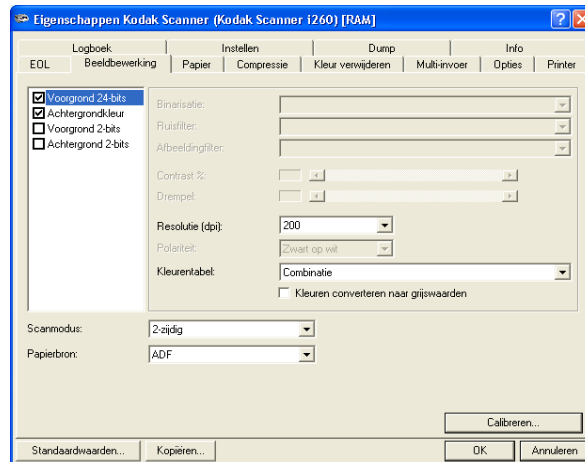 Eigenschappen Kodak Scanner (Kodak Scanner i260) [RAM]
Logboek Instellen Dump Info
EOL Beeldbewerking Papier Compressie Kleur verwijderen Multi-invoer Opties Printer
Voorgrond 24-bits
Achtergrondkleur
Voorgrond 2-bits
Achtergrond 2-bits
Binarisatie:
Ruisfilter:
Afbeeldingfilter:
Contrast %:
Drempel:
Resolutie (dpi): 200
Polariteit: Zwart op wit
Kleurentabel: Combinatie
Kleuren converteren naar grijswaarden
Scanmodus: 2-zijdig
Papierbron: ADF
Calibreren...
Standaardwaarden... Kopiëren... OK Annuleren